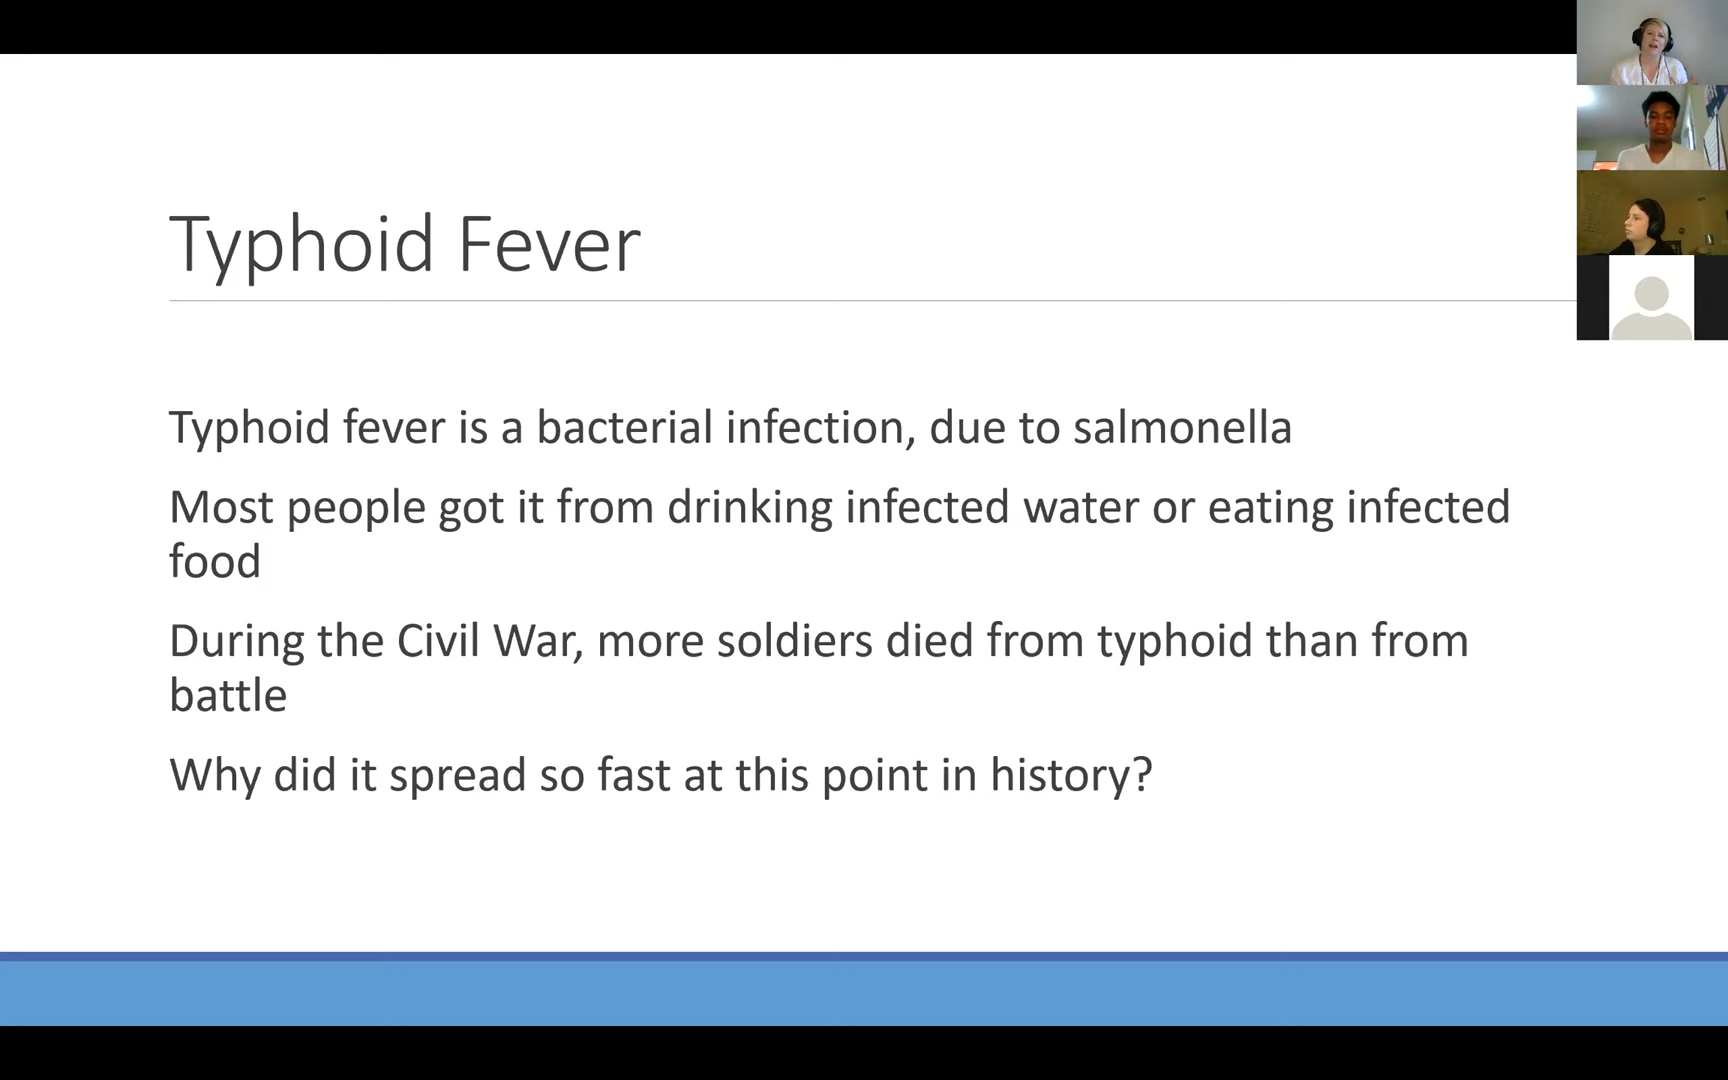 Typhoid Fever
Typhoid fever is a bacterial infection, due to salmonella
Most people got it from drinking infected water or eating infected
food
During the Civil War, more soldiers died from typhoid than from
battle
Why did it spread so fast at this point in history?